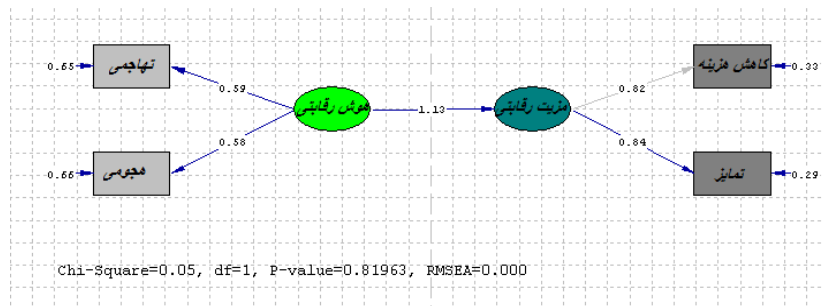 0.65
تهاجمی
0.59
هوش رقابتی
1.13
مزیت رقابتی
0.82
کاهش هزینه
0.33
0.66
هجومی
0.58
0.84
تمایز
0.29
Chi-Square=0.05, df=1, P-value=0.81963, RMSEA=0.000